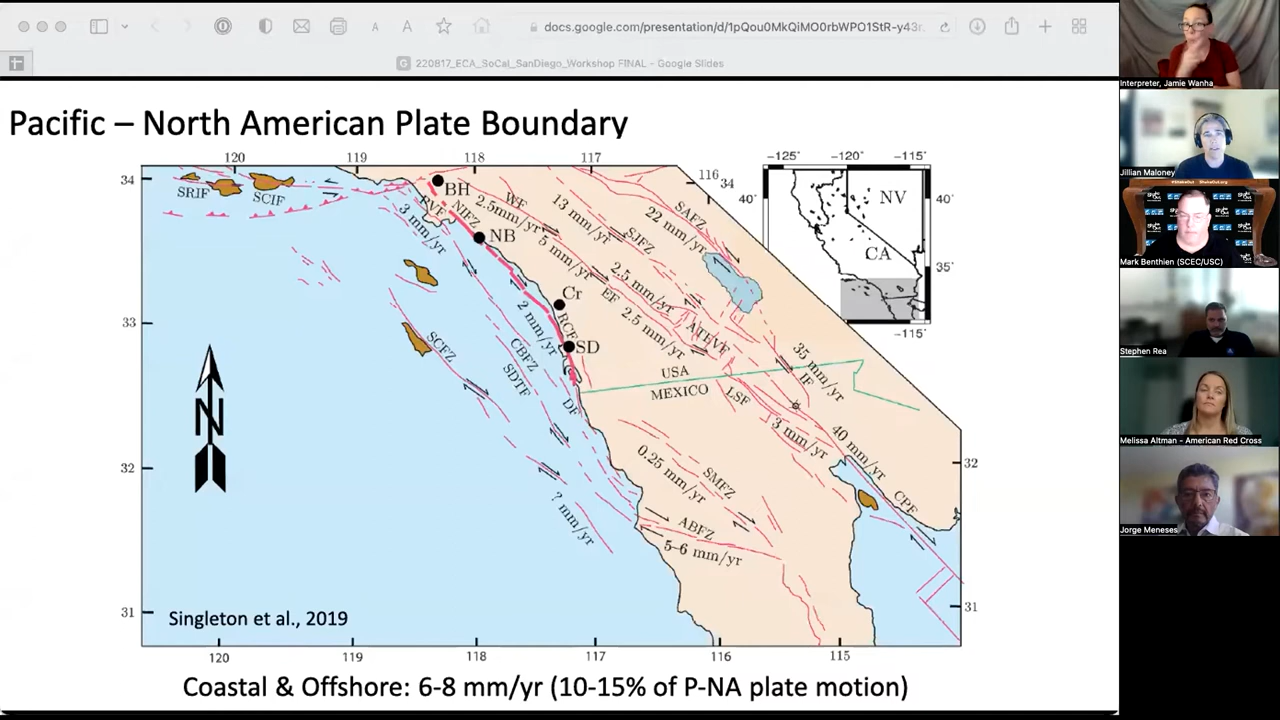 docs.google.com/presentation/d/1pQou0MkQiMO0rbWPO1StR-y43r
220817_ECA_SoCal_SanDiego_Workshop FINAL – Google Slides
Pacific – North American Plate Boundary
120
119
118
117
116
34
34
33
32
31
SRIF
SCIF
BH
PVF
NIFZ
WF
2.5mm/yr
13 mm/yr
SAFZ
22 mm/yr
3 mm/yr
NB
5 mm/yr
SJFZ
2.5 mm/yr
EF
2.5 mm/yr
ATFVF
Cr
RCF
SD
2 mm/yr
CBFZ
SDTF
DF
SCFZ
USA
MEXICO
LSF
35 mm/yr
IF
3 mm/yr
40 mm/yr
CPF
0.25 mm/yr
SMFZ
ABFZ
5–6 mm/yr
? mm/yr
N
32
31
120
119
118
117
116
115
−125°
−120°
−115°
40°
40°
35°
−115°
NV
CA
Singleton et al., 2019
Coastal & Offshore: 6-8 mm/yr (10-15% of P-NA plate motion)
Interpreter, Jamie Wanha
Jillian Maloney
Mark Benthien (SCEC/USC)
Stephen Rea
Melissa Altman - American Red Cross
Jorge Meneses